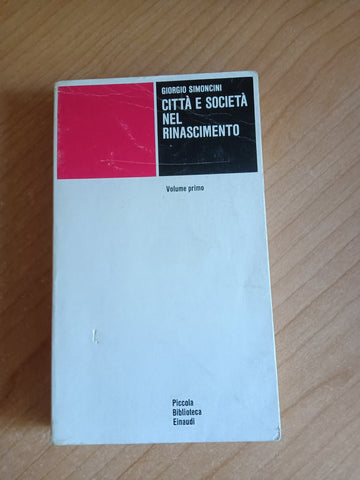 GIORGIO SIMONCINI
CITTÀ E SOCIETÀ
NEL
RINASCIMENTO
Volume primo
Piccola
Biblioteca
Einaudi